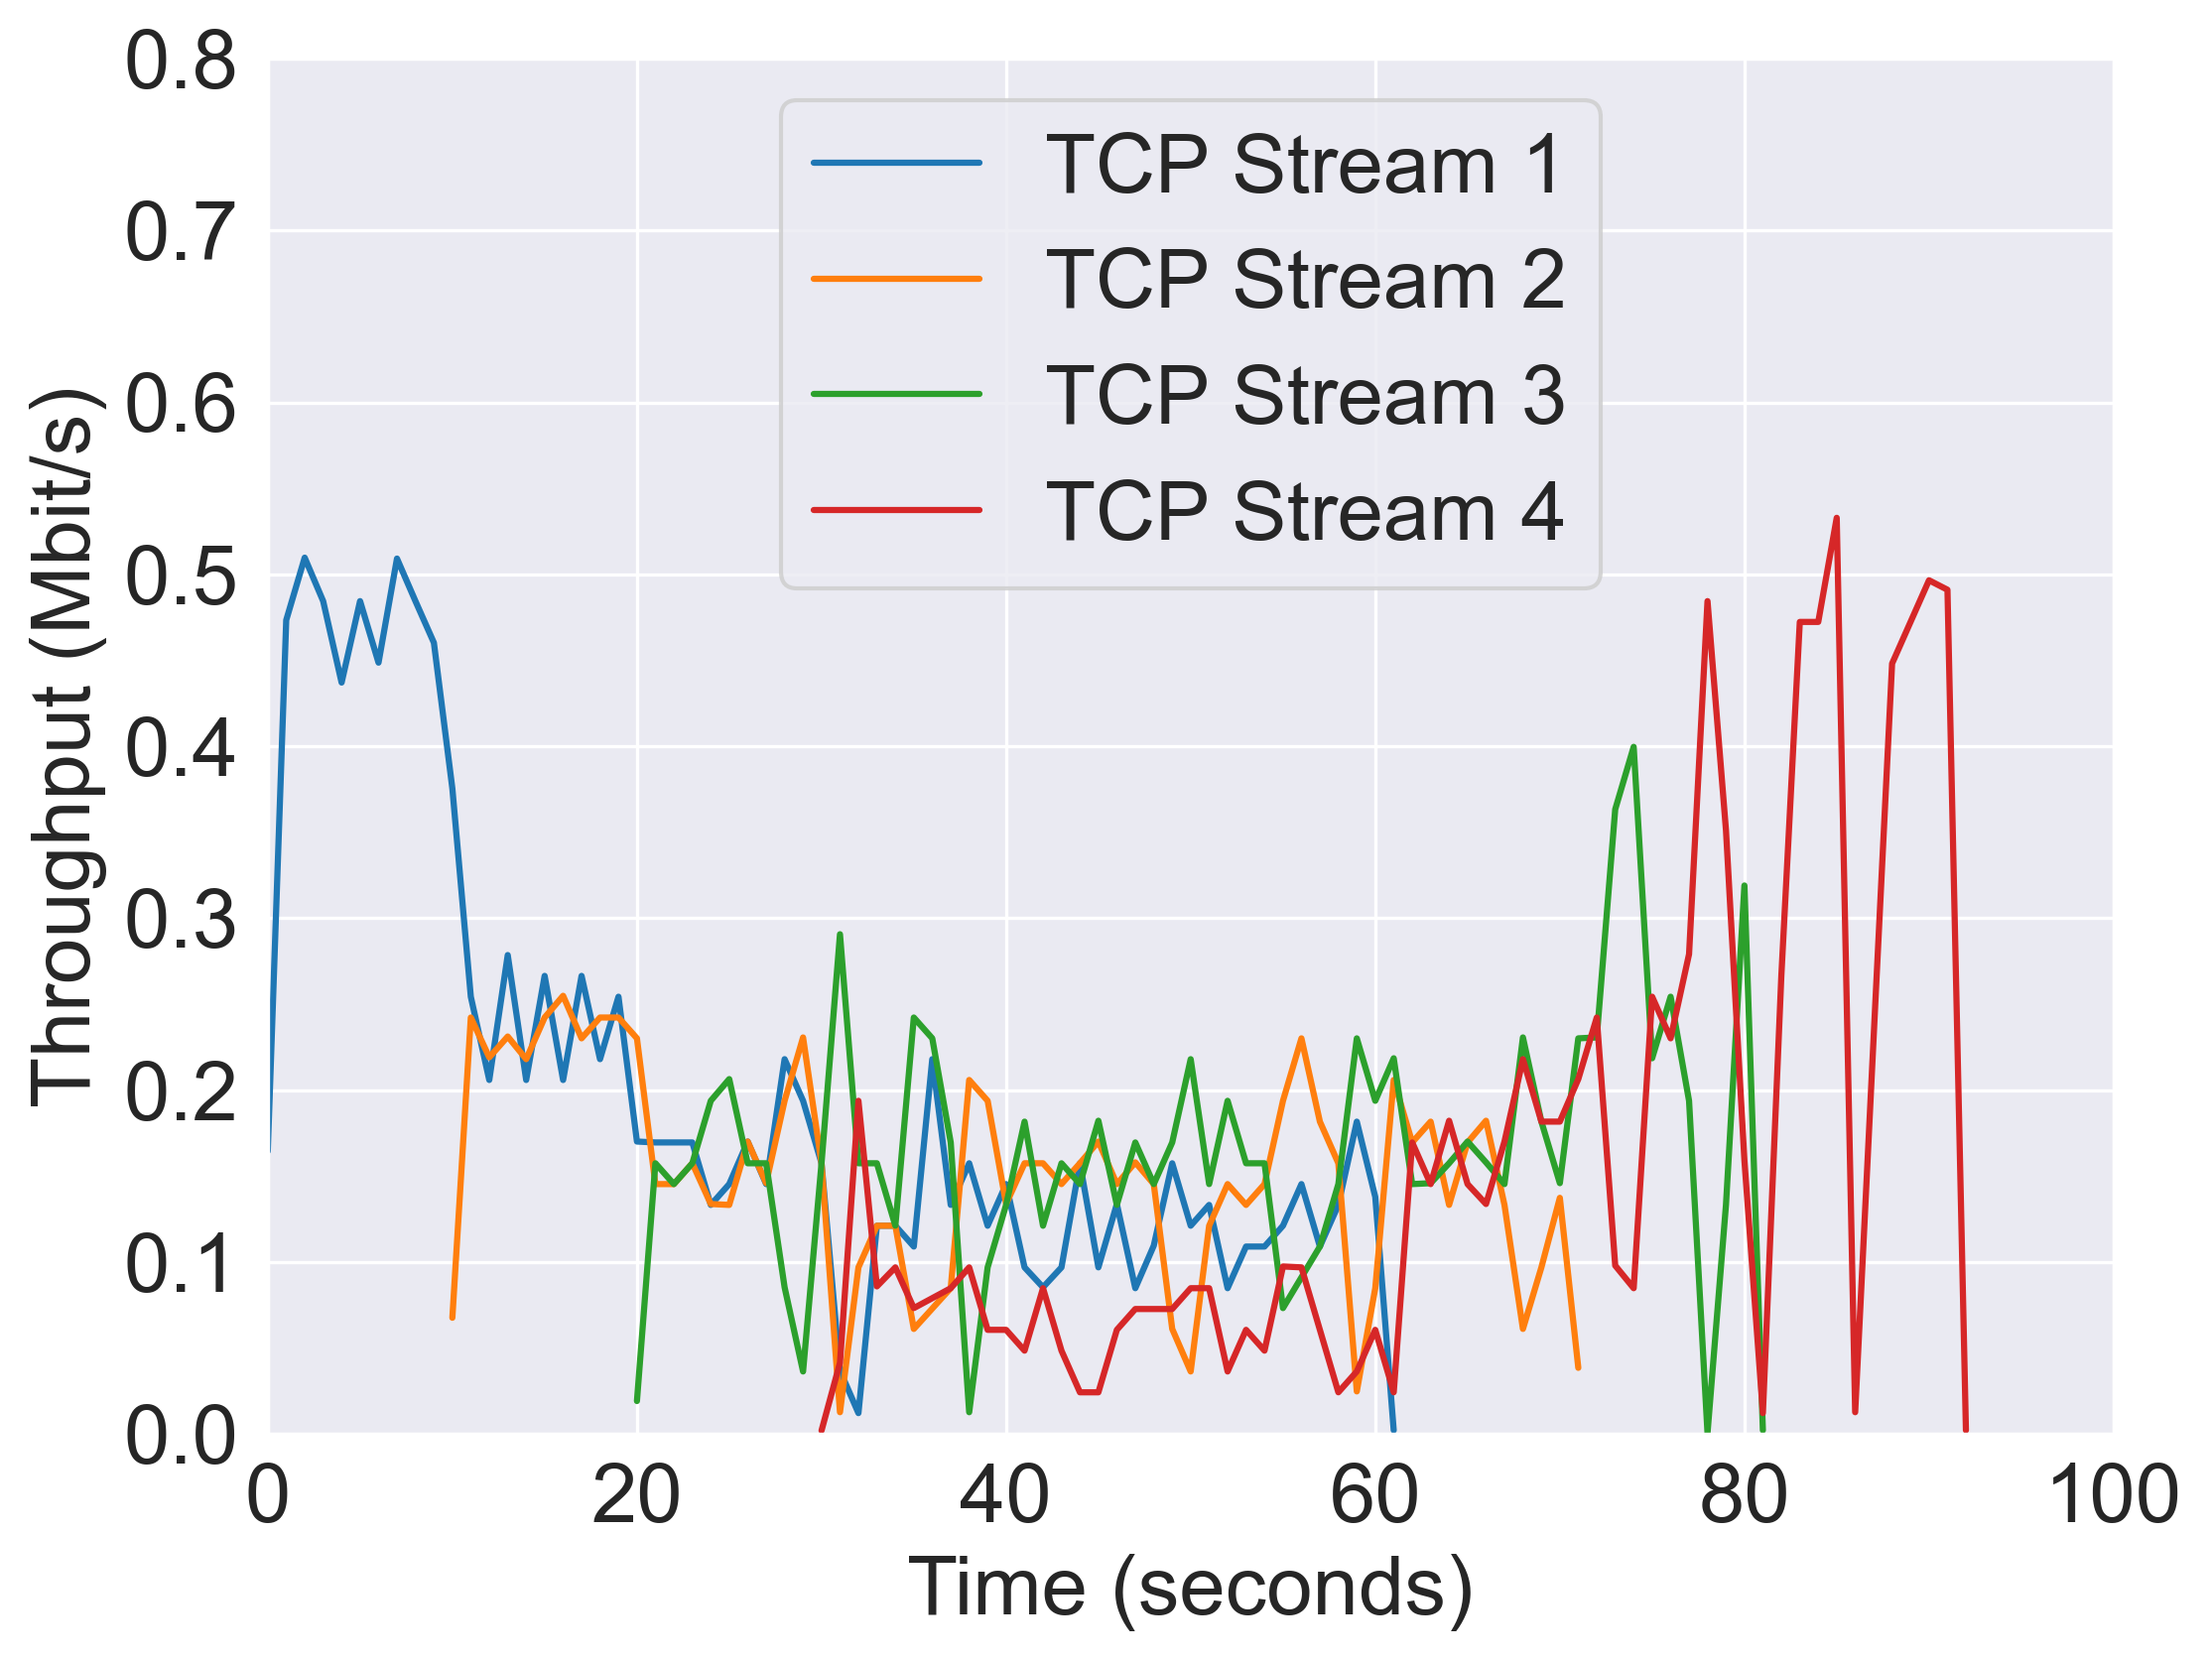 0.8
0.7
0.6
0.5
0.4
0.3
0.2
0.1
0.0
Throughput (Mbit/s)
TCP Stream 1
TCP Stream 2
TCP Stream 3
TCP Stream 4
0 20 40 60 80 100
Time (seconds)